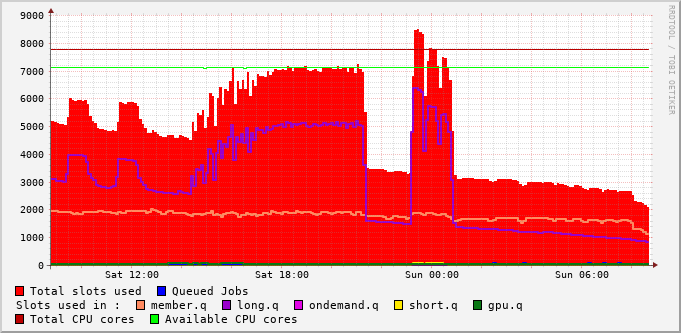 9000
8000
7000
6000
5000
4000
3000
2000
1000
0
Sat 12:00 Sat 18:00 Sun 00:00 Sun 06:00
RRDTOOL / TOBI OETIKER
Total slots used Queued Jobs
Slots used in : member.q long.q ondemand.q short.q gpu.q
Total CPU cores Available CPU cores